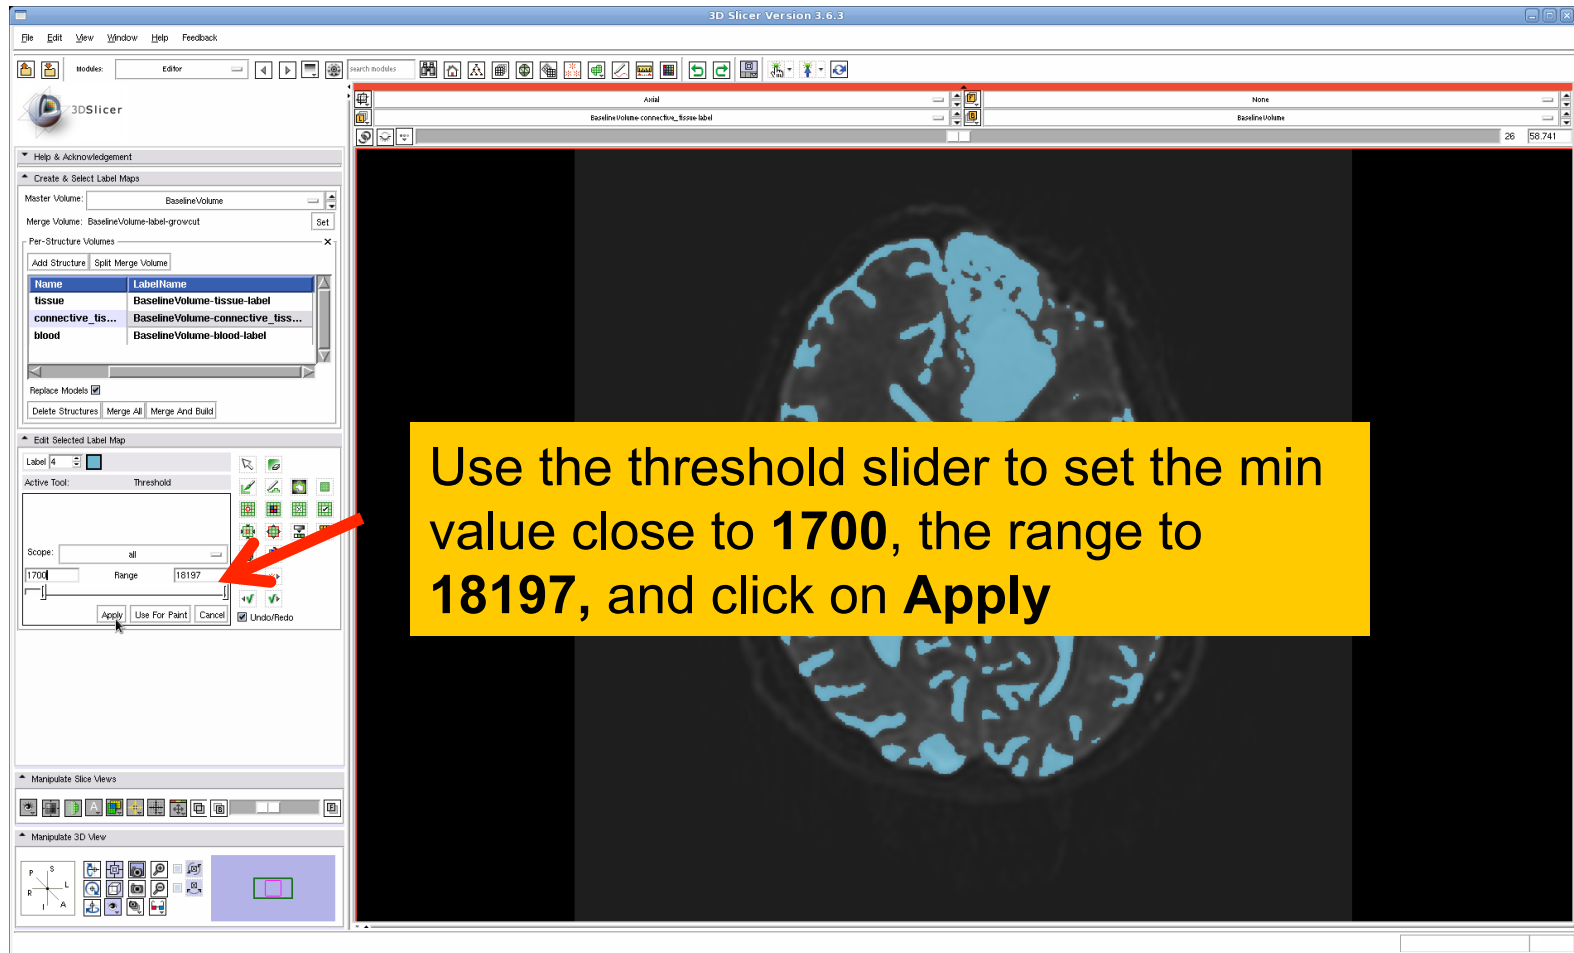 3D Slicer Version 3.6.3
File Edit View Window Help Feedback
Modules: Editor search modules
3DSlicer
Axial None
BaselineVolume-connective_tissue-label BaselineVolume
26 58.741
Help & Acknowledgement
Create & Select Label Maps
Master Volume: BaselineVolume
Merge Volume: BaselineVolume-label-growcut Set
Per-Structure Volumes
Add Structure Split Merge Volume
Name LabelName
tissue BaselineVolume-tissue-label
connective_tis... BaselineVolume-connective_tiss...
blood BaselineVolume-blood-label
Replace Models
Delete Structures Merge All Merge And Build
Edit Selected Label Map
Label 4
Active Tool: Threshold
Scope: all
1700 Range 18197
Apply Use For Paint Cancel Undo/Redo
Use the threshold slider to set the min
value close to 1700, the range to
18197, and click on Apply
Manipulate Slice Views
Manipulate 3D View
P S
R L
I A